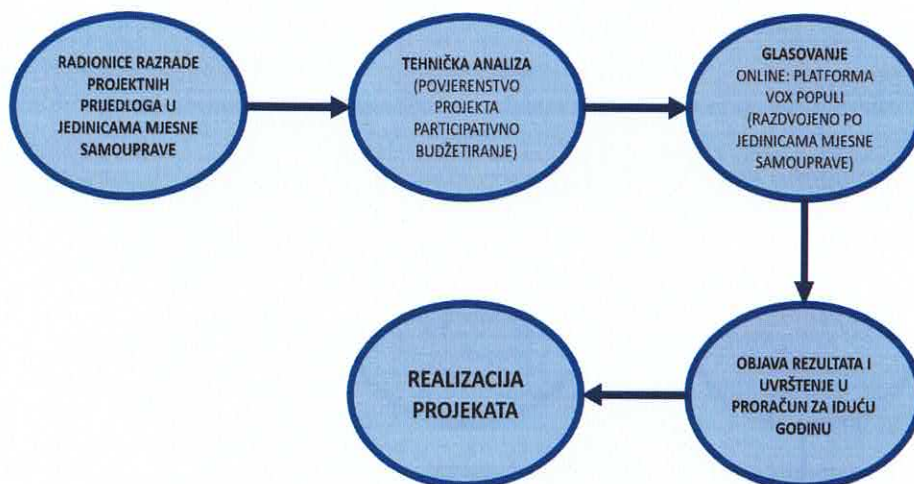 RADIONICE RAZRADE
PROJEKTNIH
PRIJEDLOGA U
JEDINICAMA MJESNE
SAMOUPRAVE
TEHNIČKA ANALIZA
(POVJERENSTVO
PROJEKTA
PARTICIPATIVNO
BUDŽETIRANJE)
GLASOVANJE
ONLINE: PLATFORMA
VOX POPULI
(RAZDVOJENO PO
JEDINICAMA MJESNE
SAMOUPRAVE)
OBJAVA REZULTATA I
UVRŠTENJE U
PRORAČUN ZA IDUĆU
GODINU
REALIZACIJA
PROJEKATA